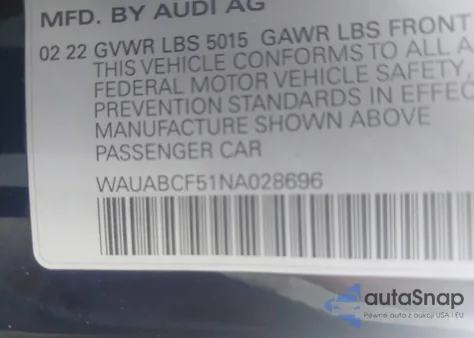 MFD. BY AUDI AG
02 22 GVWR LBS 5015 GAWR LBS FRONT
THIS VEHICLE CONFORMS TO ALL A
FEDERAL MOTOR VEHICLE SAFETY,
PREVENTION STANDARDS IN EFFEC
MANUFACTURE SHOWN ABOVE
PASSENGER CAR
WAUABCF51NA028696
autaSnap
Pewne auta z aukcji USA i EU